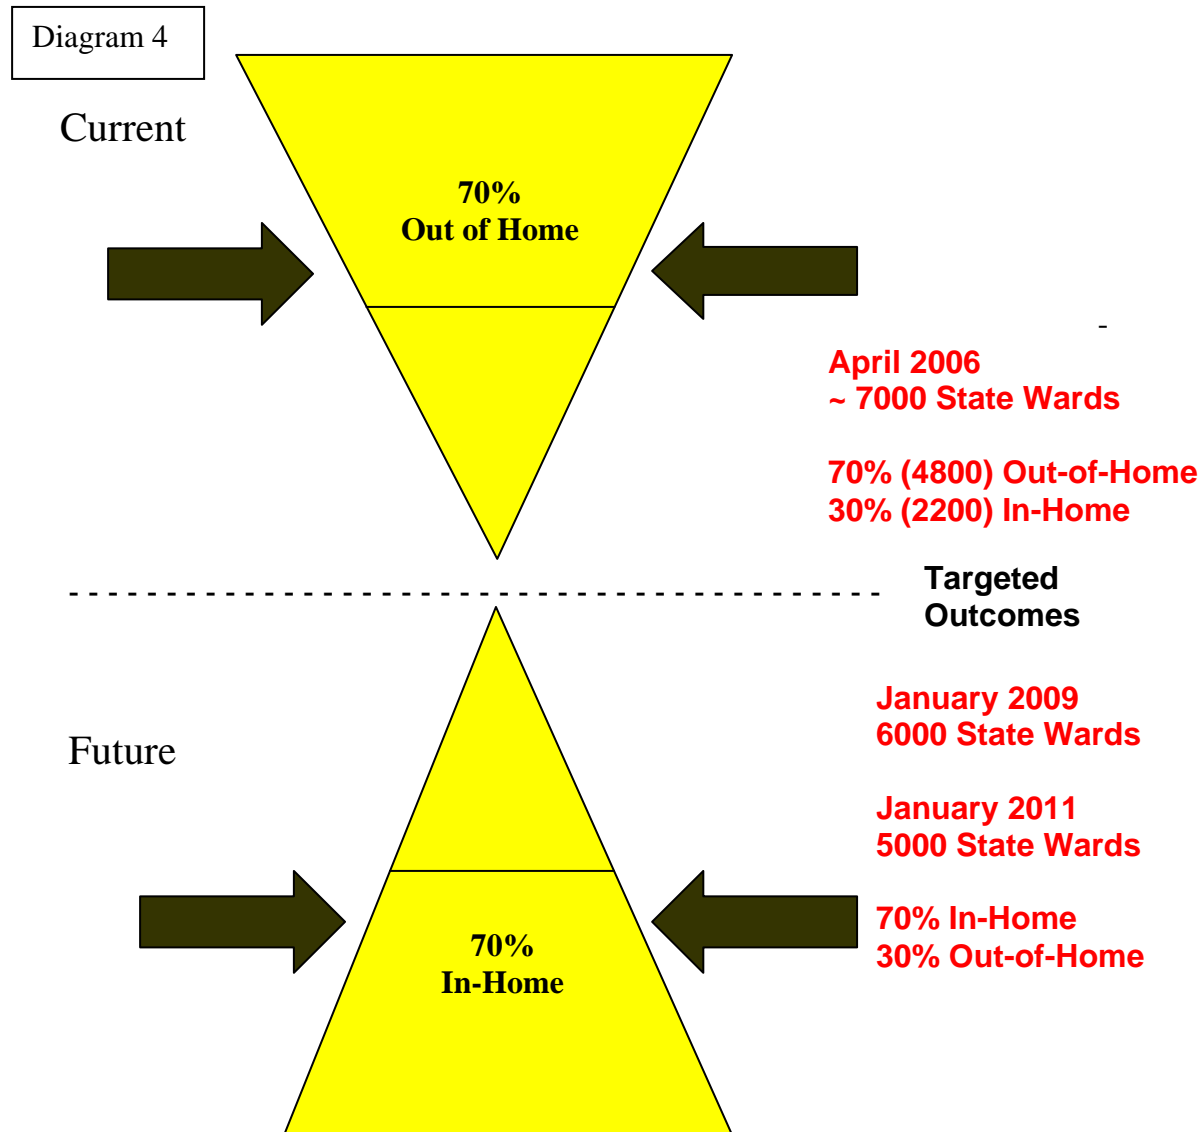 Diagram 4
Current
70%
Out of Home
-
April 2006
~ 7000 State Wards
70% (4800) Out-of-Home
30% (2200) In-Home
Targeted
Outcomes
Future
January 2009
6000 State Wards
January 2011
5000 State Wards
70% In-Home
30% Out-of-Home
70%
In-Home